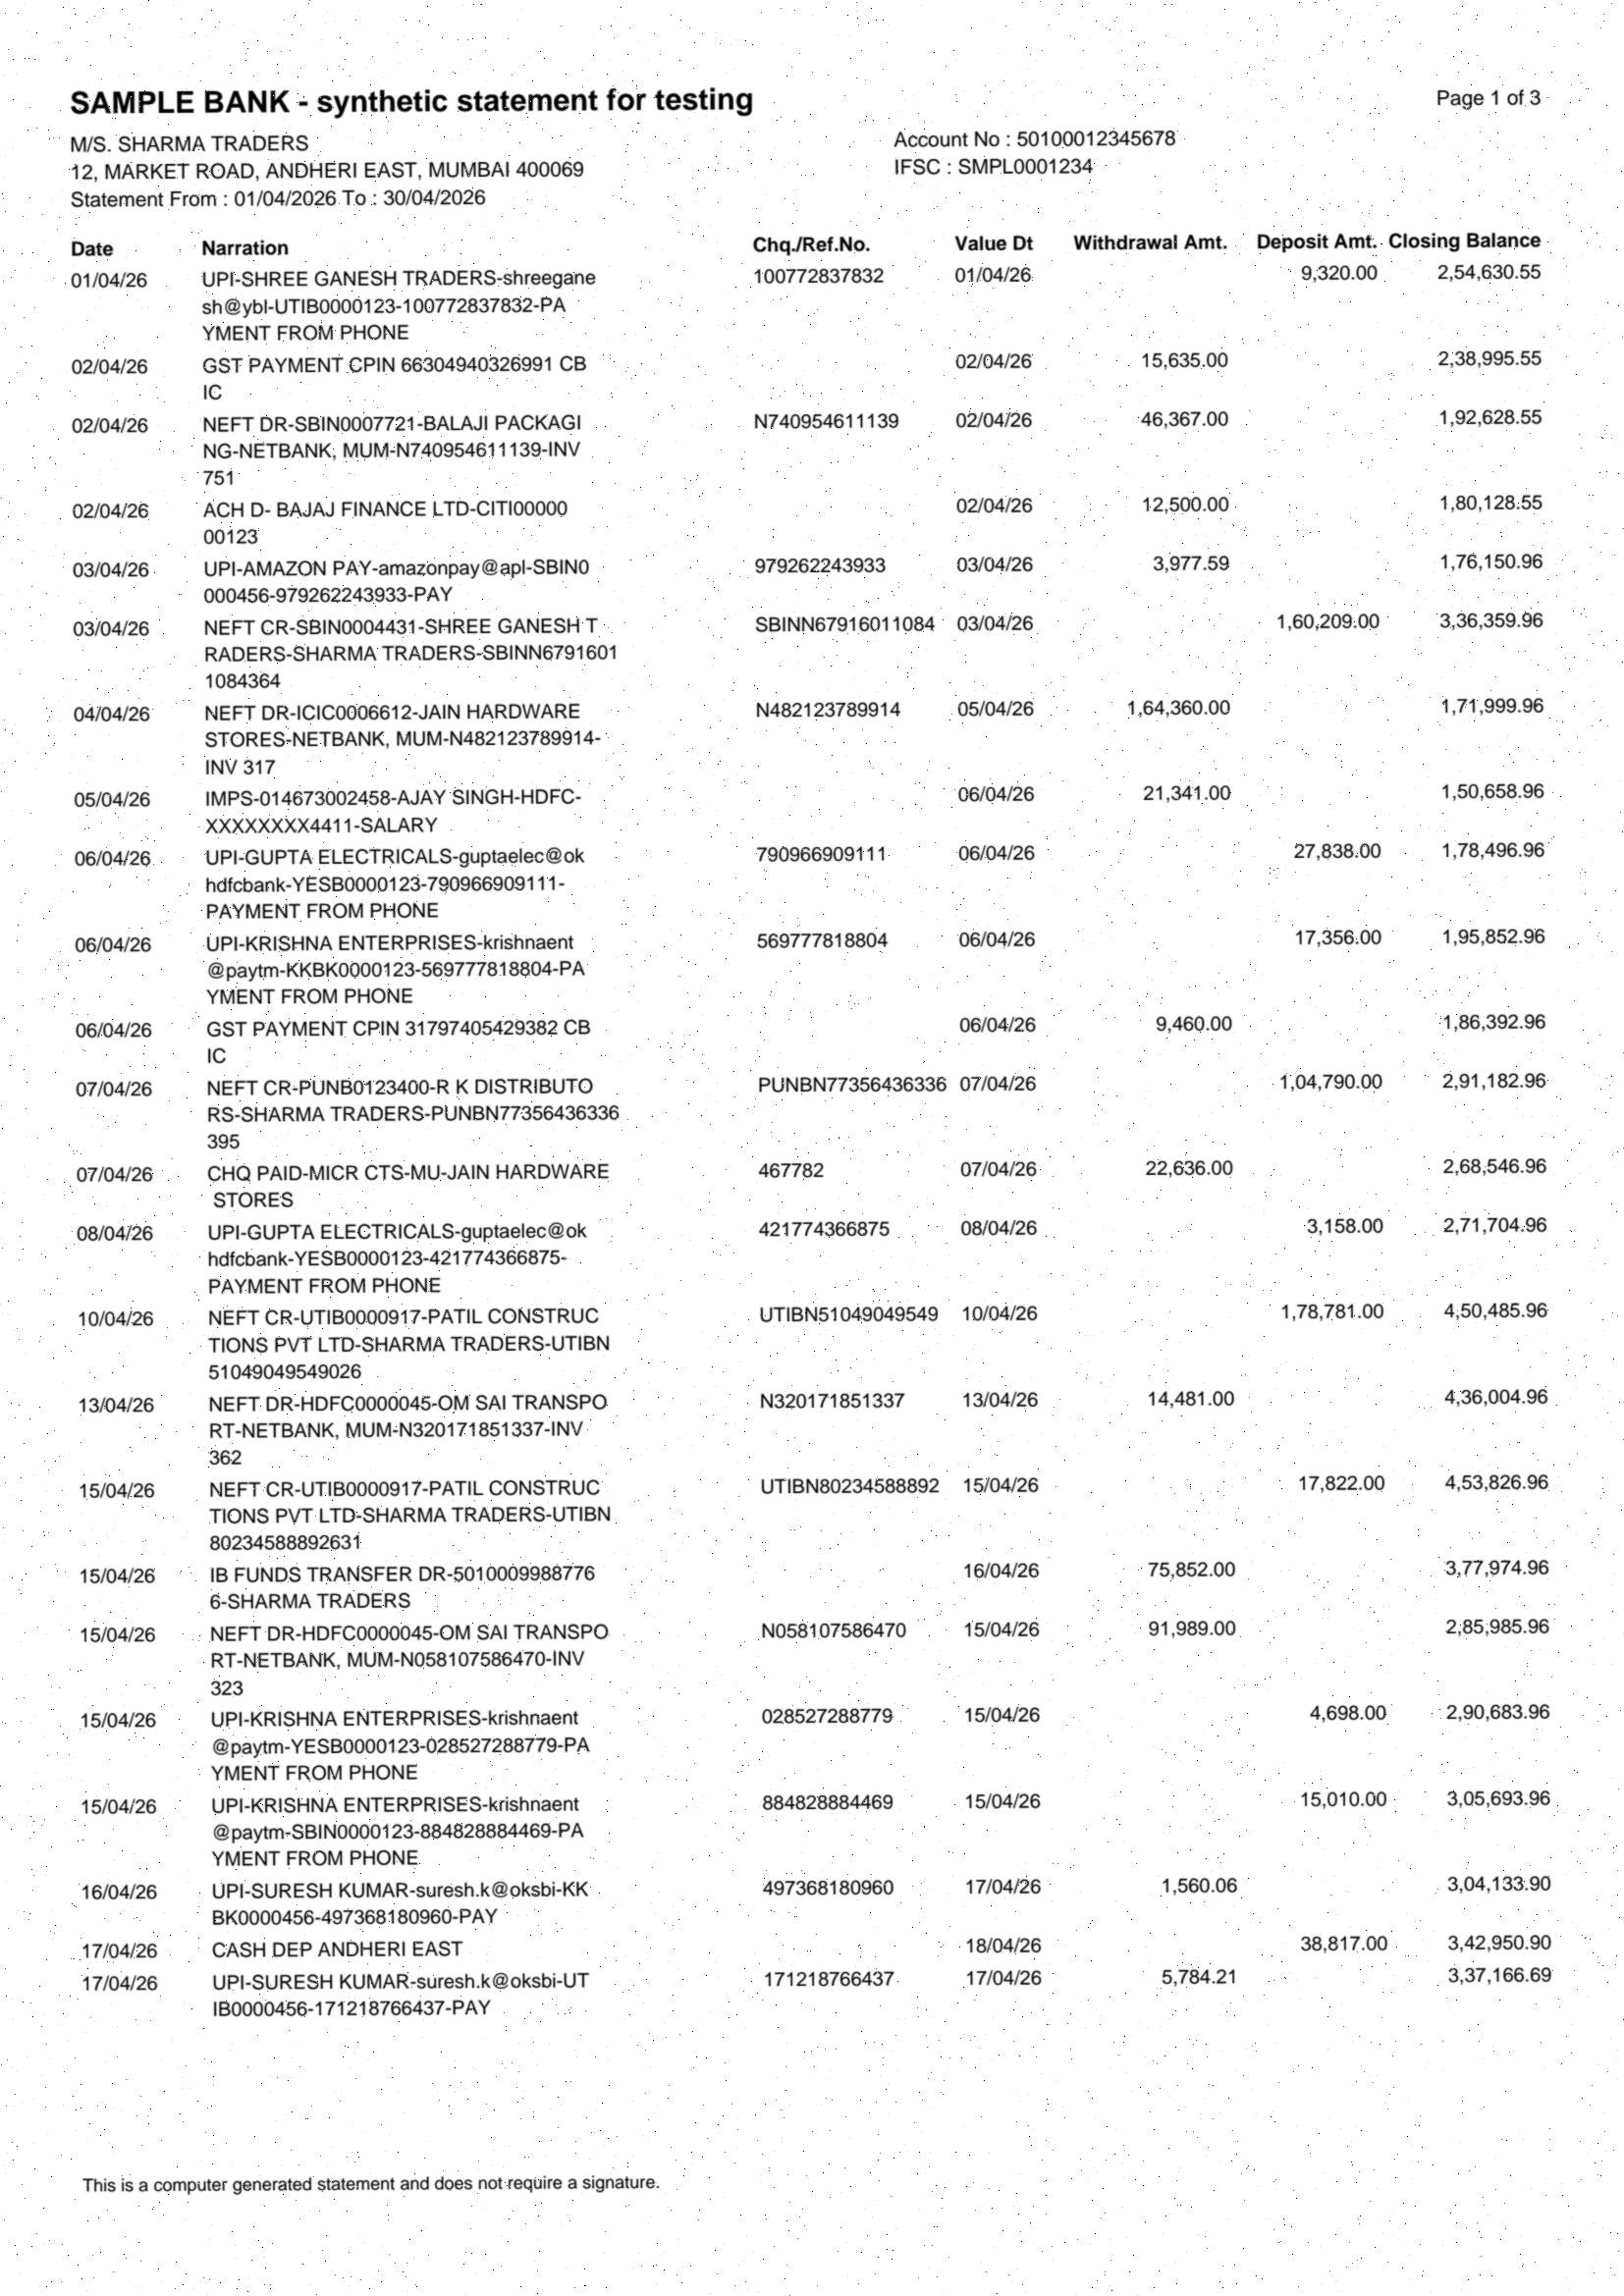 SAMPLE BANK - synthetic statement for testing Page 1 of 3
M/S. SHARMA TRADERS Account No : 50100012345678
12, MARKET ROAD, ANDHERI EAST, MUMBAI 400069 IFSC : SMPL0001234
Statement From : 01/04/2026 To : 30/04/2026
Date Narration Chq./Ref.No. Value Dt Withdrawal Amt. Deposit Amt. Closing Balance
01/04/26 UPI-SHREE GANESH TRADERS-shreegane 100772837832 01/04/26 9,320.00 2,54,630.55
sh@ybl-UTIB0000123-100772837832-PA
YMENT FROM PHONE
02/04/26 GST PAYMENT CPIN 66304940326991 CB 02/04/26 15,635.00 2,38,995.55
IC
02/04/26 NEFT DR-SBIN0007721-BALAJI PACKAGI N740954611139 02/04/26 46,367.00 1,92,628.55
NG-NETBANK, MUM-N740954611139-INV
751
02/04/26 ACH D- BAJAJ FINANCE LTD-CITI00000 02/04/26 12,500.00 1,80,128.55
00123
03/04/26 UPI-AMAZON PAY-amazonpay@apl-SBIN0 979262243933 03/04/26 3,977.59 1,76,150.96
000456-979262243933-PAY
03/04/26 NEFT CR-SBIN0004431-SHREE GANESH T SBINN67916011084 03/04/26 1,60,209.00 3,36,359.96
RADERS-SHARMA TRADERS-SBINN6791601
1084364
04/04/26 NEFT DR-ICIC0006612-JAIN HARDWARE N482123789914 05/04/26 1,64,360.00 1,71,999.96
STORES-NETBANK, MUM-N482123789914-
INV 317
05/04/26 IMPS-014673002458-AJAY SINGH-HDFC- 06/04/26 21,341.00 1,50,658.96
XXXXXXXX4411-SALARY
06/04/26 UPI-GUPTA ELECTRICALS-guptaelec@ok 790966909111 06/04/26 27,838.00 1,78,496.96
hdfcbank-YESB0000123-790966909111-
PAYMENT FROM PHONE
06/04/26 UPI-KRISHNA ENTERPRISES-krishnaent 569777818804 06/04/26 17,356.00 1,95,852.96
@paytm-KKBK0000123-569777818804-PA
YMENT FROM PHONE
06/04/26 GST PAYMENT CPIN 31797405429382 CB 06/04/26 9,460.00 1,86,392.96
IC
07/04/26 NEFT CR-PUNB0123400-R K DISTRIBUTO PUNBN77356436336 07/04/26 1,04,790.00 2,91,182.96
RS-SHARMA TRADERS-PUNBN77356436336
395
07/04/26 CHQ PAID-MICR CTS-MU-JAIN HARDWARE 467782 07/04/26 22,636.00 2,68,546.96
STORES
08/04/26 UPI-GUPTA ELECTRICALS-guptaelec@ok 421774366875 08/04/26 3,158.00 2,71,704.96
hdfcbank-YESB0000123-421774366875-
PAYMENT FROM PHONE
10/04/26 NEFT CR-UTIB0000917-PATIL CONSTRUC UTIBN51049049549 10/04/26 1,78,781.00 4,50,485.96
TIONS PVT LTD-SHARMA TRADERS-UTIBN
51049049549026
13/04/26 NEFT DR-HDFC0000045-OM SAI TRANSPO N320171851337 13/04/26 14,481.00 4,36,004.96
RT-NETBANK, MUM-N320171851337-INV
362
15/04/26 NEFT CR-UTIB0000917-PATIL CONSTRUC UTIBN80234588892 15/04/26 17,822.00 4,53,826.96
TIONS PVT LTD-SHARMA TRADERS-UTIBN
80234588892631
15/04/26 IB FUNDS TRANSFER DR-5010009988776 16/04/26 75,852.00 3,77,974.96
6-SHARMA TRADERS
15/04/26 NEFT DR-HDFC0000045-OM SAI TRANSPO N058107586470 15/04/26 91,989.00 2,85,985.96
RT-NETBANK, MUM-N058107586470-INV
323
15/04/26 UPI-KRISHNA ENTERPRISES-krishnaent 028527288779 15/04/26 4,698.00 2,90,683.96
@paytm-YESB0000123-028527288779-PA
YMENT FROM PHONE
15/04/26 UPI-KRISHNA ENTERPRISES-krishnaent 884828884469 15/04/26 15,010.00 3,05,693.96
@paytm-SBIN0000123-884828884469-PA
YMENT FROM PHONE
16/04/26 UPI-SURESH KUMAR-suresh.k@oksbi-KK 497368180960 17/04/26 1,560.06 3,04,133.90
BK0000456-497368180960-PAY
17/04/26 CASH DEP ANDHERI EAST 18/04/26 38,817.00 3,42,950.90
17/04/26 UPI-SURESH KUMAR-suresh.k@oksbi-UT 171218766437 17/04/26 5,784.21 3,37,166.69
IB0000456-171218766437-PAY
This is a computer generated statement and does not require a signature.